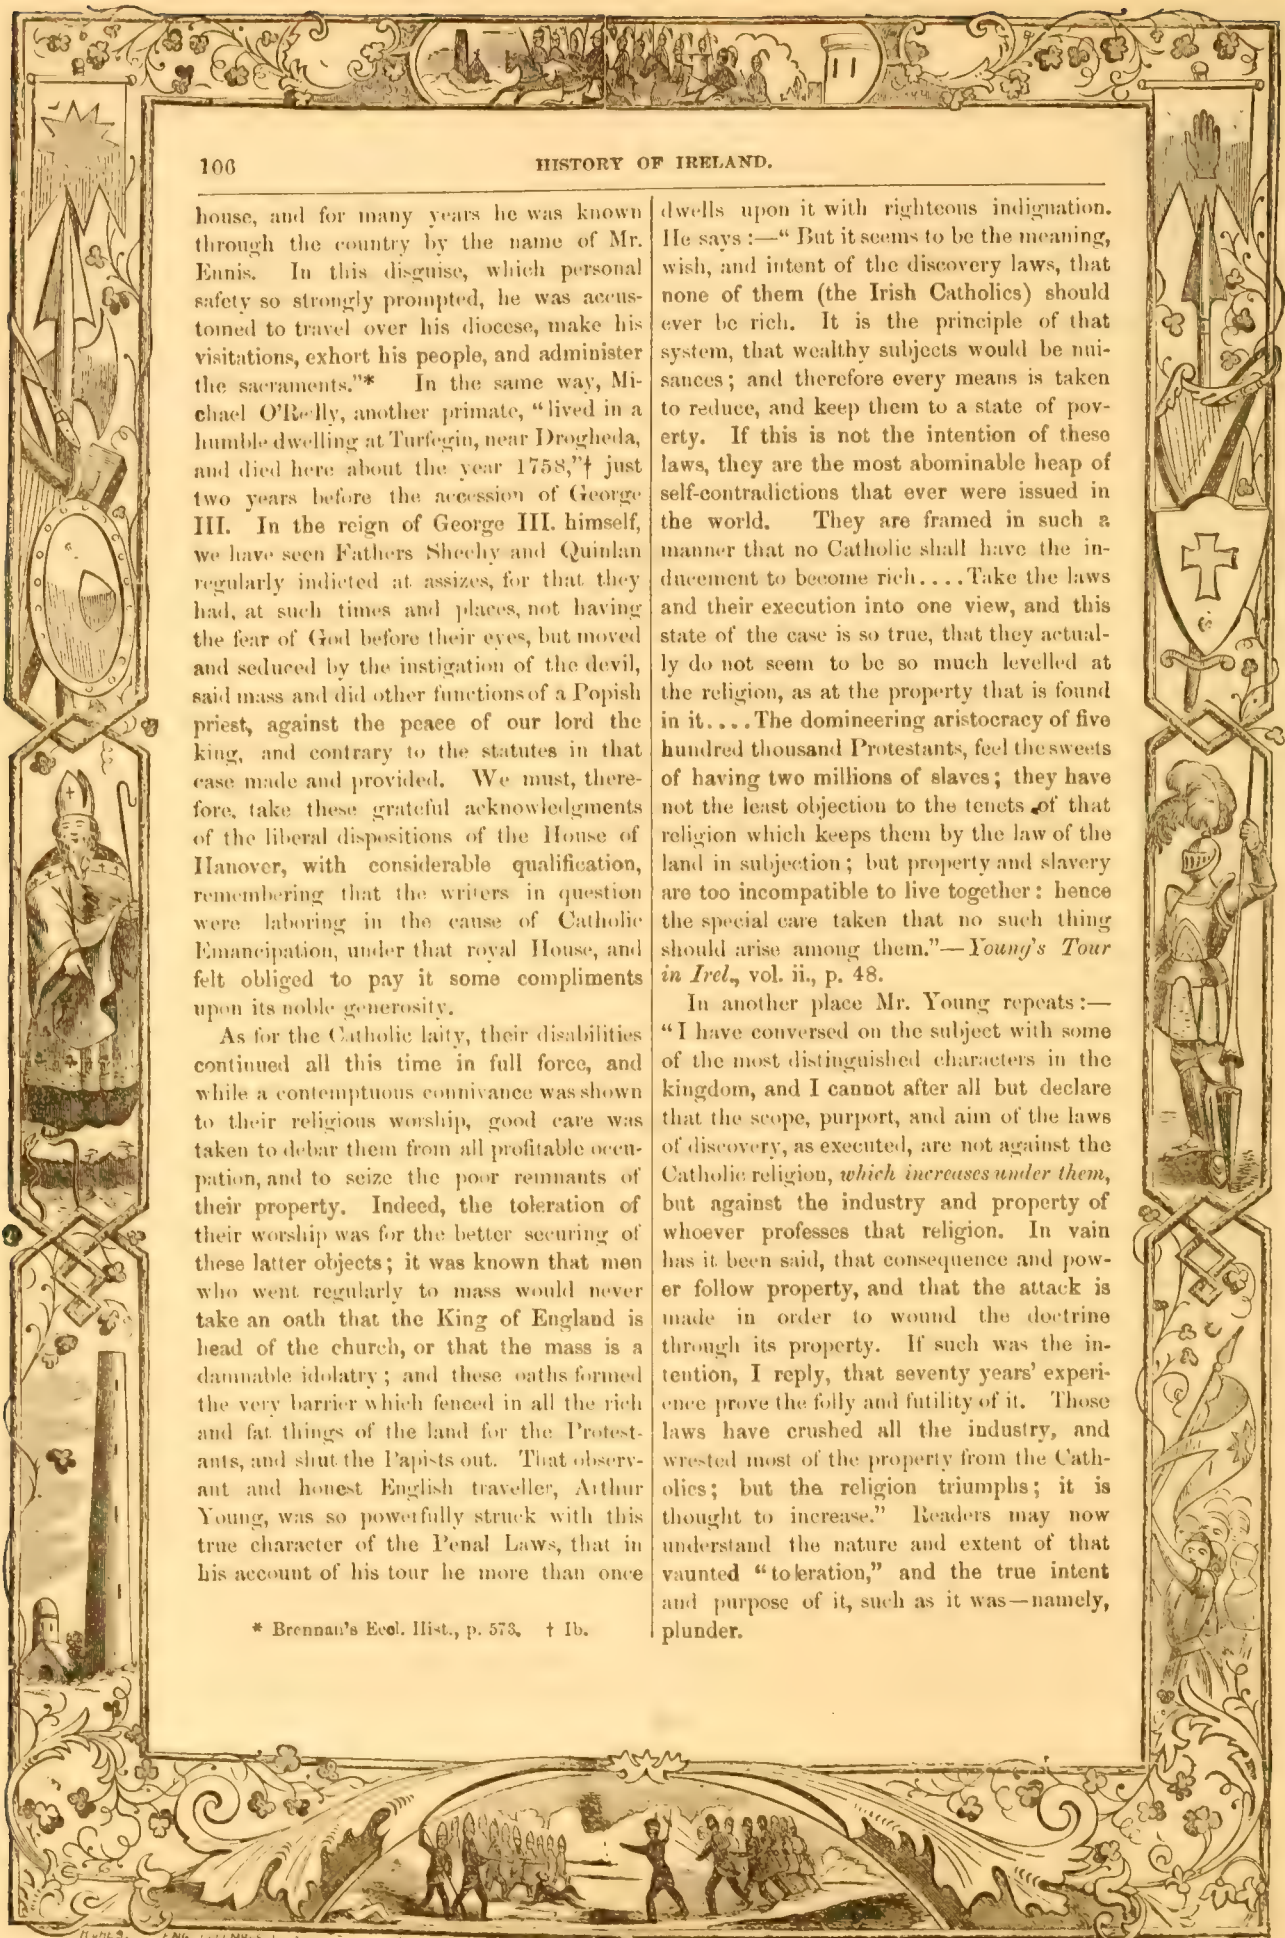 106
HISTORY OF IRELAND.
house, and for many years he was known
through the country by the name of Mr.
Ennis. In this disguise, which personal
safety so strongly prompted, he was accus-
tomed to travel over his diocese, make his
visitations, exhort his people, and administer
the sacraments."* In the same way, Mi-
chael O'Reilly, another primate, "lived in a
humble dwelling at Turfegin, near Drogheda,
and died here about the year 1758,"† just
two years before the accession of George
III. In the reign of George III. himself,
we have seen Fathers Sheehy and Quinlan
regularly indicted at assizes, for that they
had, at such times and places, not having
the fear of God before their eyes, but moved
and seduced by the instigation of the devil,
said mass and did other functions of a Popish
priest, against the peace of our lord the
king, and contrary to the statutes in that
case made and provided. We must, there-
fore, take these grateful acknowledgments
of the liberal dispositions of the House of
Hanover, with considerable qualification,
remembering that the writers in question
were laboring in the cause of Catholic
Emancipation, under that royal House, and
felt obliged to pay it some compliments
upon its noble generosity.
As for the Catholic laity, their disabilities
continued all this time in full force, and
while a contemptuous connivance was shown
to their religious worship, good care was
taken to debar them from all profitable occu-
pation, and to seize the poor remnants of
their property. Indeed, the toleration of
their worship was for the better securing of
these latter objects; it was known that men
who went regularly to mass would never
take an oath that the King of England is
head of the church, or that the mass is a
damnable idolatry; and these oaths formed
the very barrier which fenced in all the rich
and fat things of the land for the Protest-
ants, and shut the Papists out. That observ-
ant and honest English traveller, Arthur
Young, was so powerfully struck with this
true character of the Penal Laws, that in
his account of his tour he more than once
* Brennan's Eccl. Hist., p. 573. † Ib.
dwells upon it with righteous indignation.
He says:—"But it seems to be the meaning,
wish, and intent of the discovery laws, that
none of them (the Irish Catholics) should
ever be rich. It is the principle of that
system, that wealthy subjects would be nui-
sances; and therefore every means is taken
to reduce, and keep them to a state of pov-
erty. If this is not the intention of these
laws, they are the most abominable heap of
self-contradictions that ever were issued in
the world. They are framed in such a
manner that no Catholic shall have the in-
ducement to become rich....Take the laws
and their execution into one view, and this
state of the case is so true, that they actual-
ly do not seem to be so much levelled at
the religion, as at the property that is found
in it....The domineering aristocracy of five
hundred thousand Protestants, feel the sweets
of having two millions of slaves; they have
not the least objection to the tenets of that
religion which keeps them by the law of the
land in subjection; but property and slavery
are too incompatible to live together: hence
the special care taken that no such thing
should arise among them."—Young's Tour
in Irel., vol. ii., p. 48.
In another place Mr. Young repeats:—
"I have conversed on the subject with some
of the most distinguished characters in the
kingdom, and I cannot after all but declare
that the scope, purport, and aim of the laws
of discovery, as executed, are not against the
Catholic religion, which increases under them,
but against the industry and property of
whoever professes that religion. In vain
has it been said, that consequence and pow-
er follow property, and that the attack is
made in order to wound the doctrine
through its property. If such was the in-
tention, I reply, that seventy years' experi-
ence prove the folly and futility of it. Those
laws have crushed all the industry, and
wrested most of the property from the Cath-
olics; but the religion triumphs; it is
thought to increase." Readers may now
understand the nature and extent of that
vaunted "toleration," and the true intent
and purpose of it, such as it was—namely,
plunder.